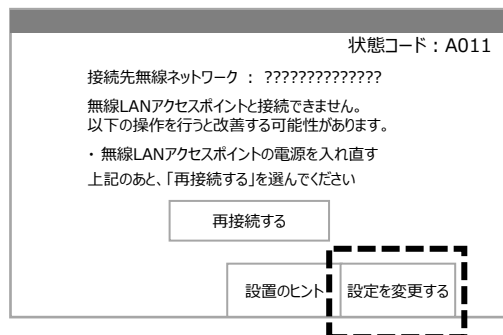 状態コード：A011
接続先無線ネットワーク ： ??????????????
無線LANアクセスポイントと接続できません。
以下の操作を行うと改善する可能性があります。
・ 無線LANアクセスポイントの電源を入れ直す
上記のあと、「再接続する」を選んでください
再接続する
設置のヒント
設定を変更する